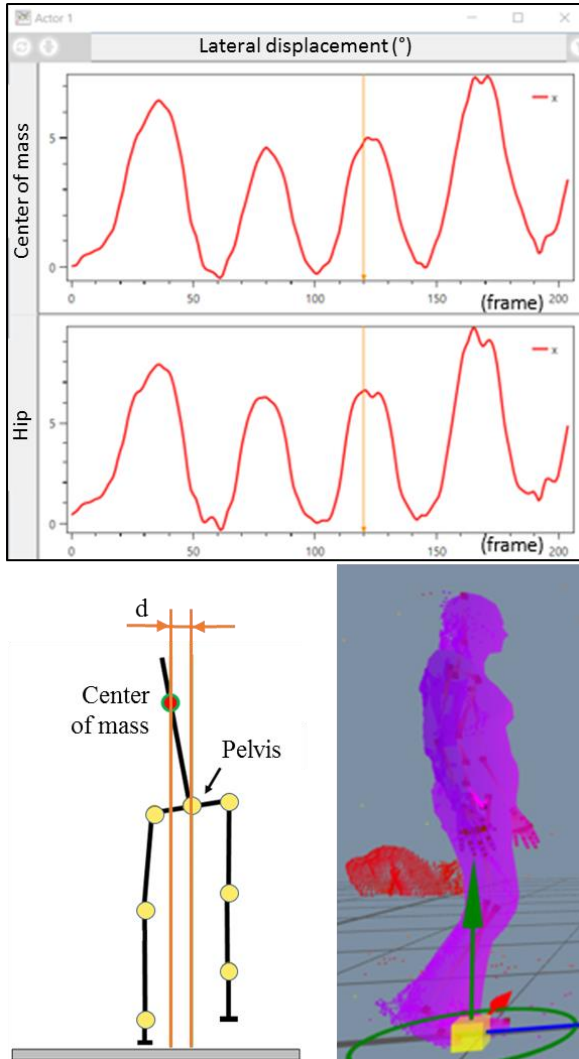 Actor 1
Lateral displacement (°)
Center of mass
x
5
0
0 50 100 150 200
(frame)
Hip
x
5
0
0 50 100 150 200
(frame)
d
Center
of mass
Pelvis